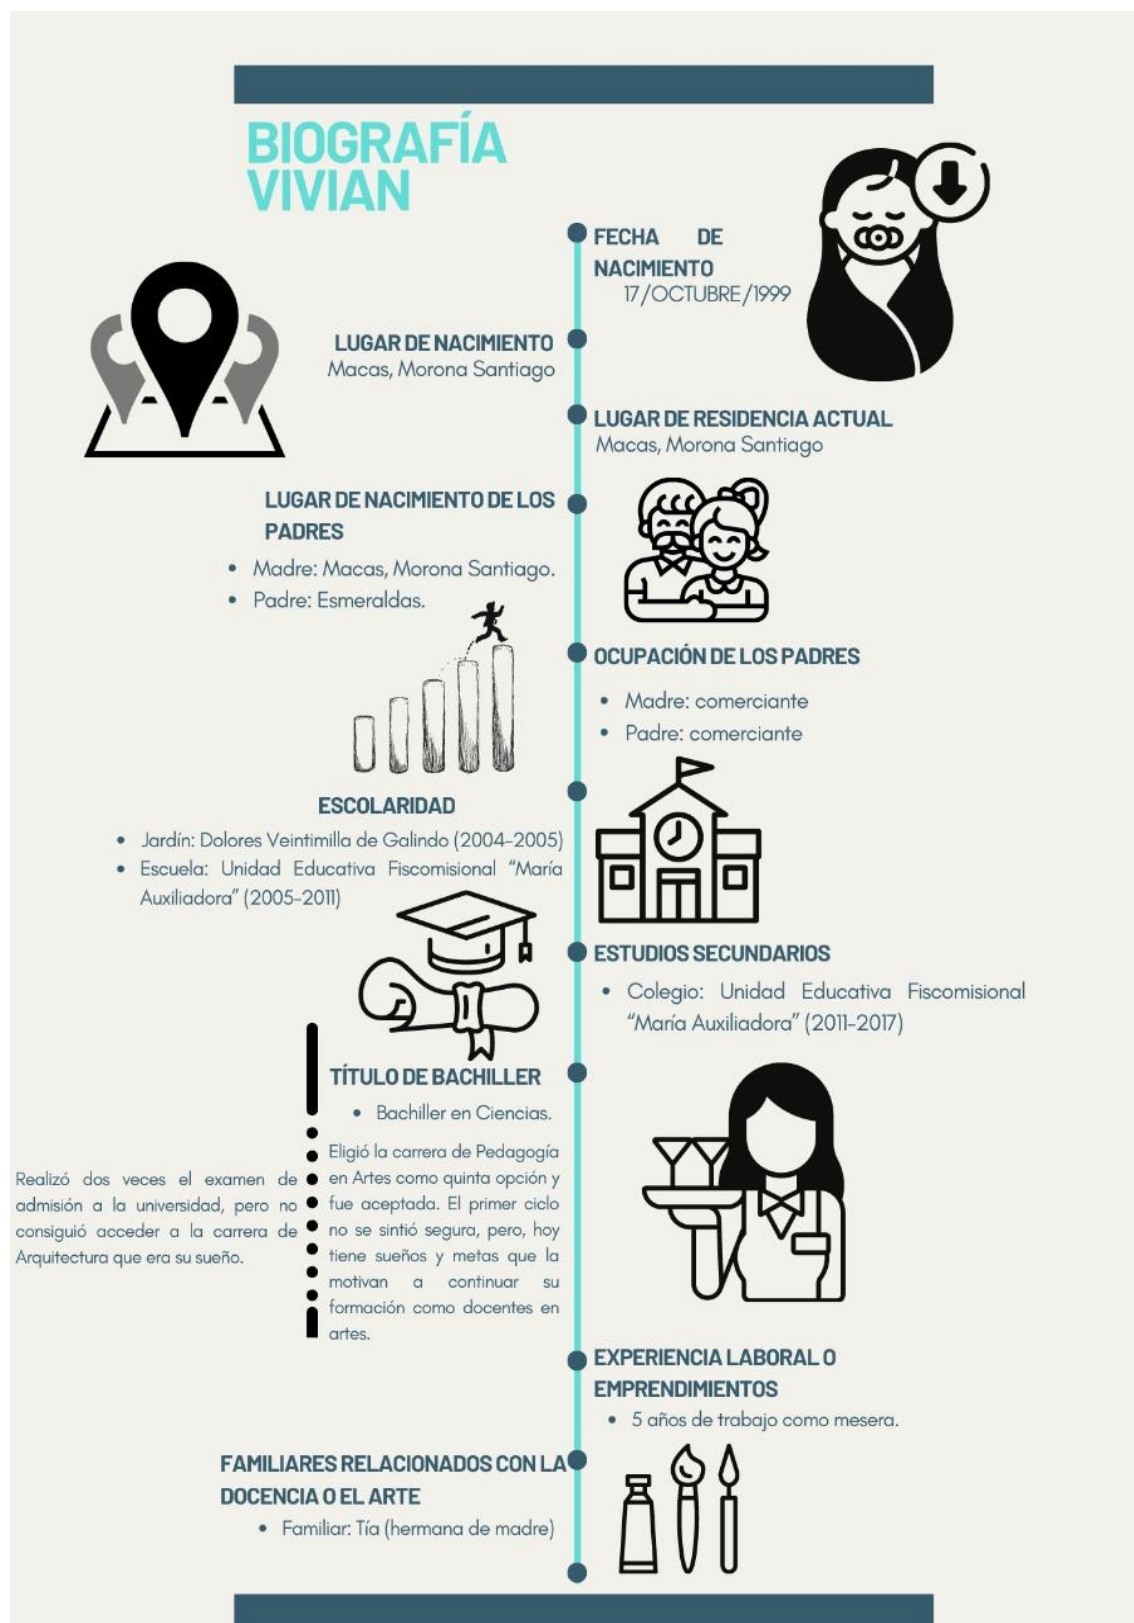 BIOGRAFÍA
VIVIAN
FECHA DE
NACIMIENTO
17/OCTUBRE/1999
LUGAR DE NACIMIENTO
Macas, Morona Santiago
LUGAR DE RESIDENCIA ACTUAL
Macas, Morona Santiago
LUGAR DE NACIMIENTO DE LOS
PADRES
• Madre: Macas, Morona Santiago.
• Padre: Esmeraldas.
OCUPACIÓN DE LOS PADRES
• Madre: comerciante
• Padre: comerciante
ESCOLARIDAD
• Jardín: Dolores Veintimilla de Galindo (2004-2005)
• Escuela: Unidad Educativa Fiscomisional “María
Auxiliadora” (2005-2011)
ESTUDIOS SECUNDARIOS
• Colegio: Unidad Educativa Fiscomisional
“María Auxiliadora” (2011-2017)
TÍTULO DE BACHILLER
• Bachiller en Ciencias.
Realizó dos veces el examen de
admisión a la universidad, pero no
consiguió acceder a la carrera de
Arquitectura que era su sueño.
Eligió la carrera de Pedagogía
en Artes como quinta opción y
fue aceptada. El primer ciclo
no se sintió segura, pero, hoy
tiene sueños y metas que la
motivan a continuar su
formación como docentes en
artes.
EXPERIENCIA LABORAL O
EMPRENDIMIENTOS
• 5 años de trabajo como mesera.
FAMILIARES RELACIONADOS CON LA
DOCENCIA O EL ARTE
• Familiar: Tía (hermana de madre)